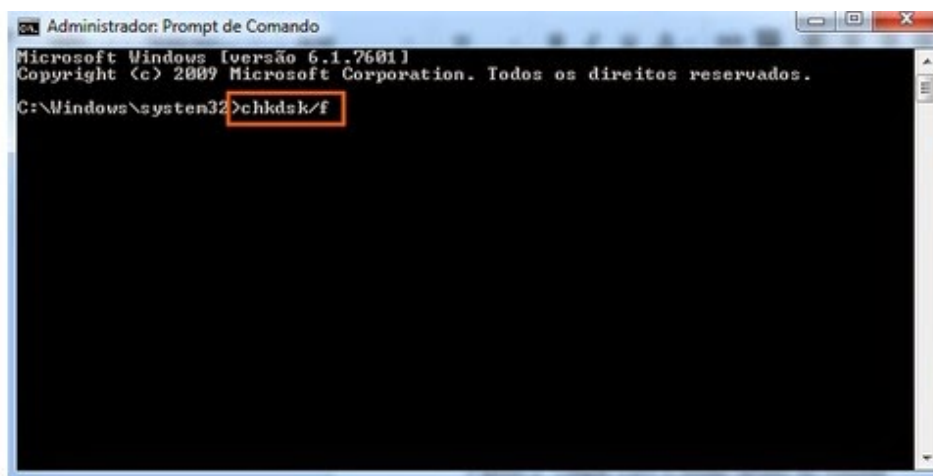 Administrador: Prompt de Comando
Microsoft Windows [versão 6.1.7601]
Copyright (c) 2009 Microsoft Corporation. Todos os direitos reservados.
C:\Windows\system32>chkdsk/f